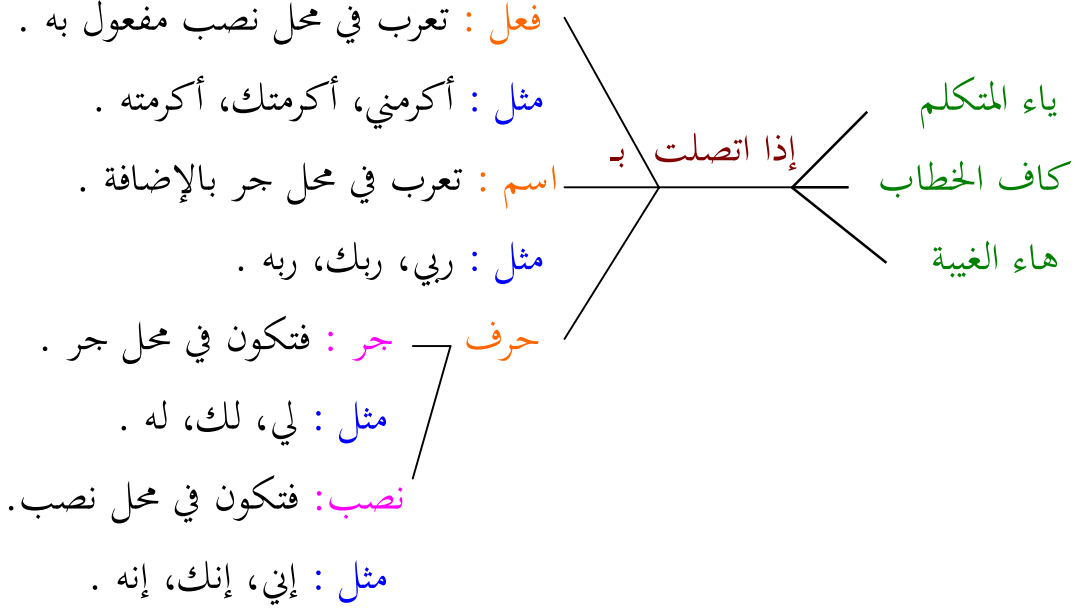 ياء المتكلم
كاف الخطاب
هاء الغيبة
إذا اتصلت بـ
فعل : تعرب في محل نصب مفعول به .
مثل : أكرمني، أكرمتك، أكرمته .
اسم : تعرب في محل جر بالإضافة .
مثل : ربي، ربك، ربه .
حرف جر : فتكون في محل جر .
مثل : لي، لك، له .
نصب: فتكون في محل نصب.
مثل : إني، إنك، إنه .